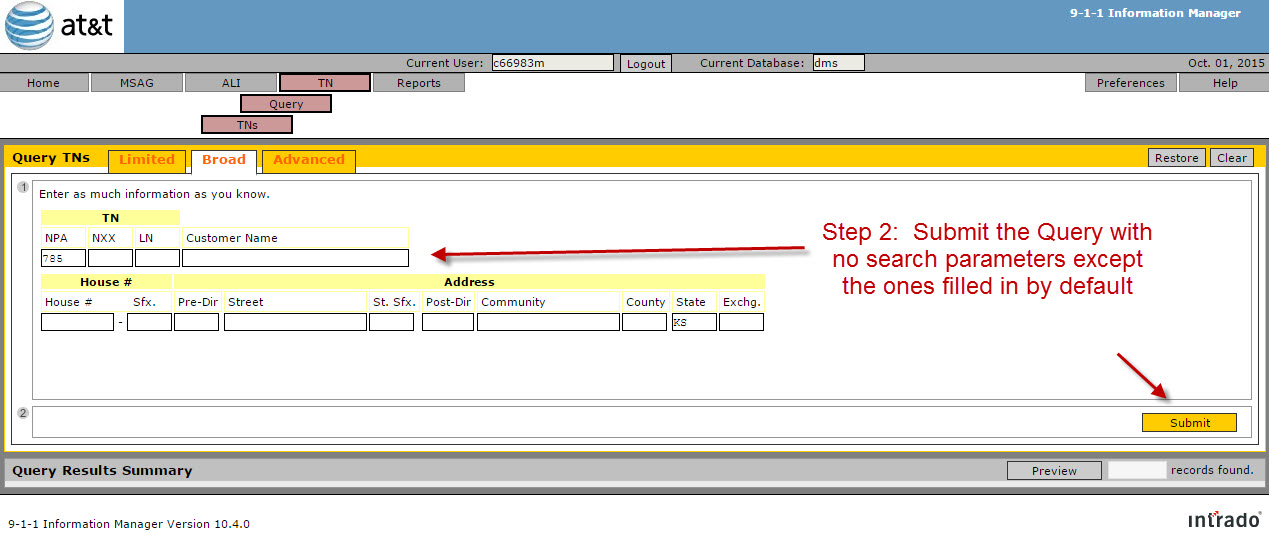 at&t
9-1-1 Information Manager
Current User: c66983m Logout Current Database: dms Oct. 01, 2015
Home MSAG ALI TN Reports Preferences Help
Query
TNs
Query TNs Limited Broad Advanced Restore Clear
1 Enter as much information as you know.
TN
NPA NXX LN Customer Name
785
House # Address
House # Sfx. Pre-Dir Street St. Sfx. Post-Dir Community County State Exchg.
- KS
Step 2: Submit the Query with
no search parameters except
the ones filled in by default
2 Submit
Query Results Summary Preview records found.
9-1-1 Information Manager Version 10.4.0 intrado